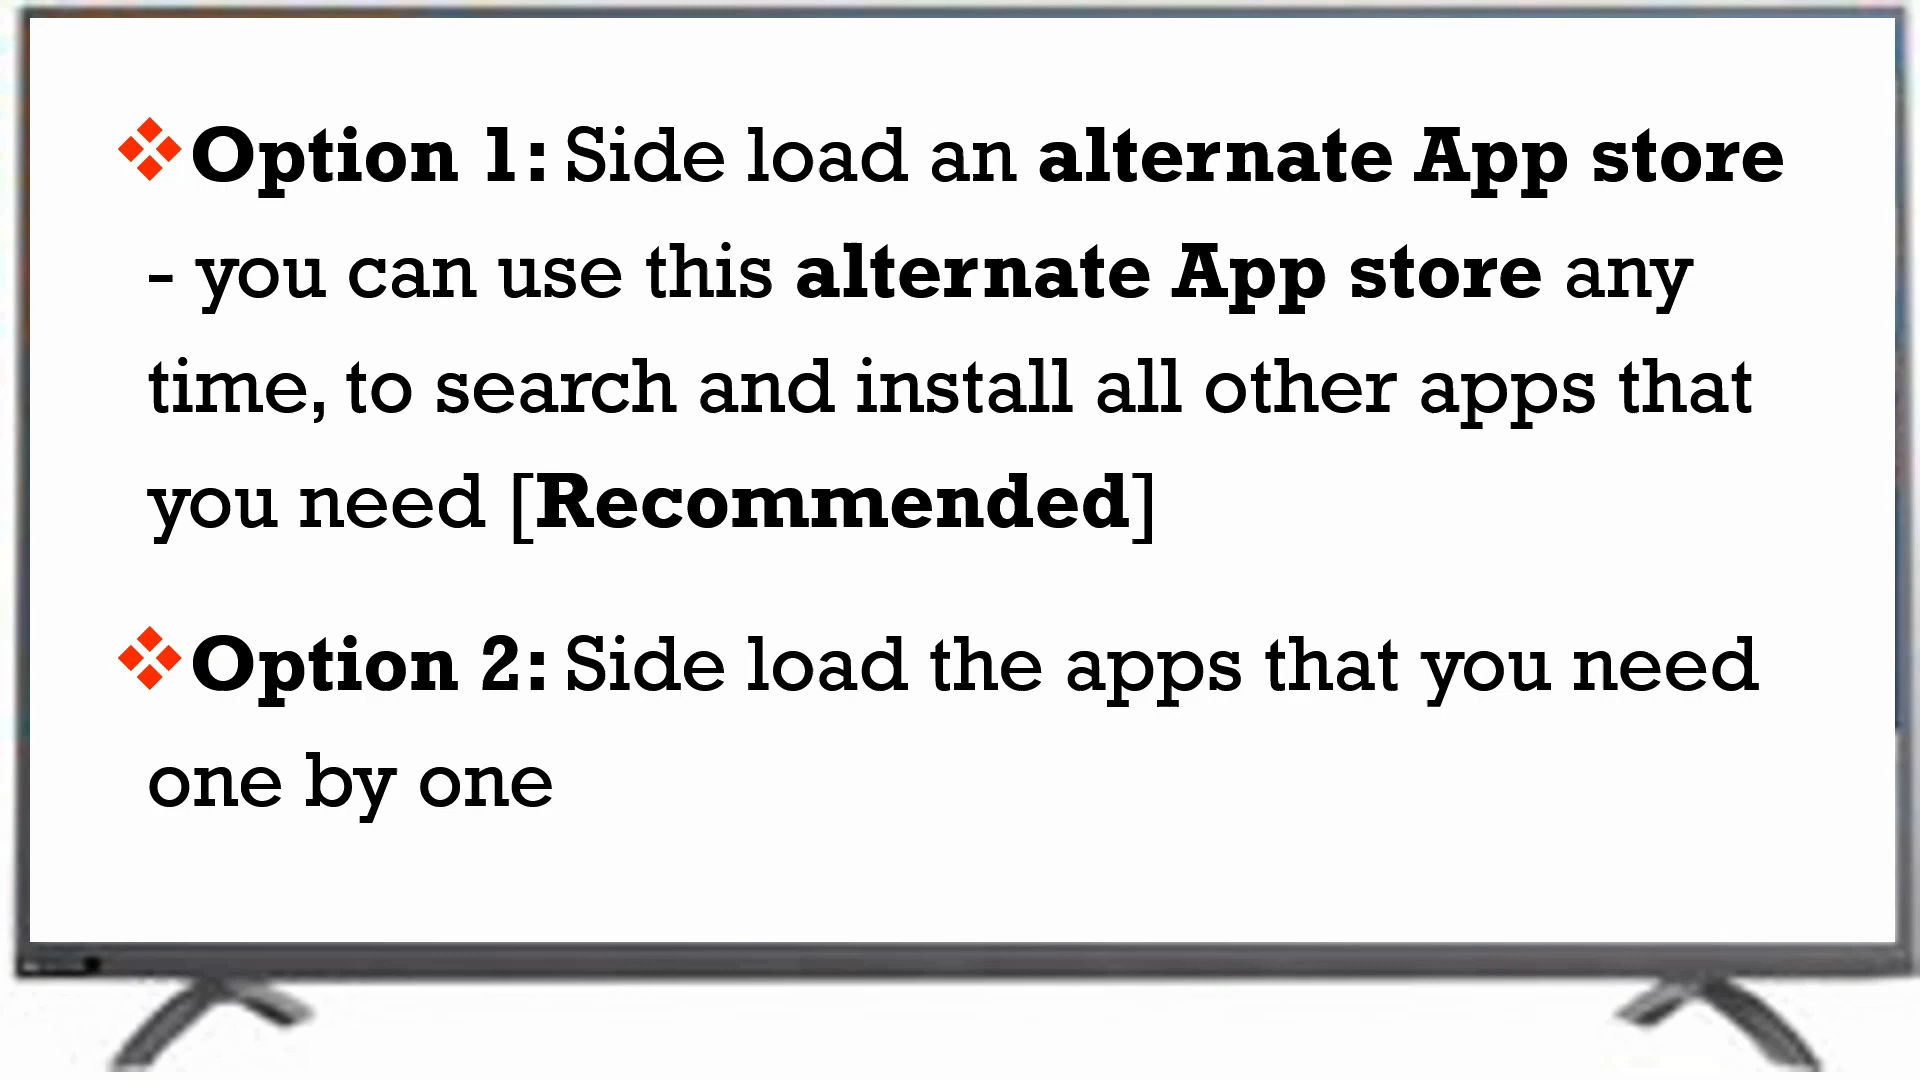 ❖Option 1: Side load an alternate App store
- you can use this alternate App store any
time, to search and install all other apps that
you need [Recommended]
❖Option 2: Side load the apps that you need
one by one